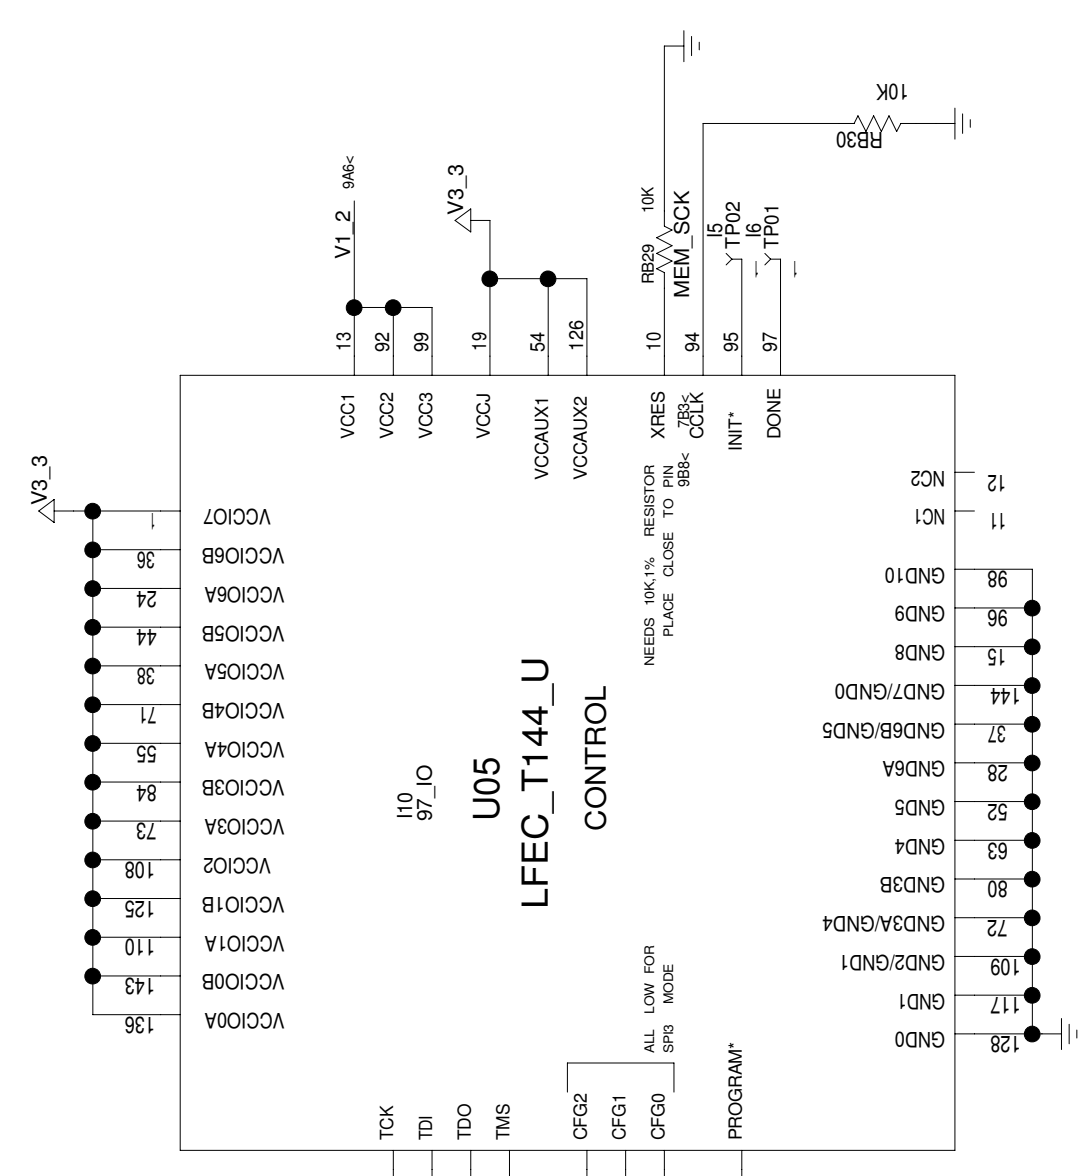 10K
RB30
9A6<
V1_2
V3_3
10K
RB29
MEM_SCK
I5
TP02
1
I6
TP01
1
13
92
99
19
54
126
10
94
95
97
VCC1
VCC2
VCC3
VCCJ
VCCAUX1
VCCAUX2
XRES
7B3<
CCLK
9B8<
INIT*
DONE
NEEDS 10K,1% RESISTOR
PLACE CLOSE TO PIN
V3_3
1 VCCIO7
36 VCCIO6B
24 VCCIO6A
44 VCCIO5B
38 VCCIO5A
71 VCCIO4B
55 VCCIO4A
84 VCCIO3B
73 VCCIO3A
108 VCCIO2
125 VCCIO1B
110 VCCIO1A
143 VCCIO0B
136 VCCIO0A
I10
97_IO
U05
LFEC_T144_U
CONTROL
NC2 12
NC1 11
GND10 98
GND9 96
GND8 15
GND7/GND0 144
GND6B/GND5 37
GND6A 28
GND5 52
GND4 63
GND3B 80
GND3A/GND4 72
GND2/GND1 109
GND1 117
GND0 128
ALL LOW FOR
SPI3 MODE
TCK
TDI
TDO
TMS
CFG2
CFG1
CFG0
PROGRAM*